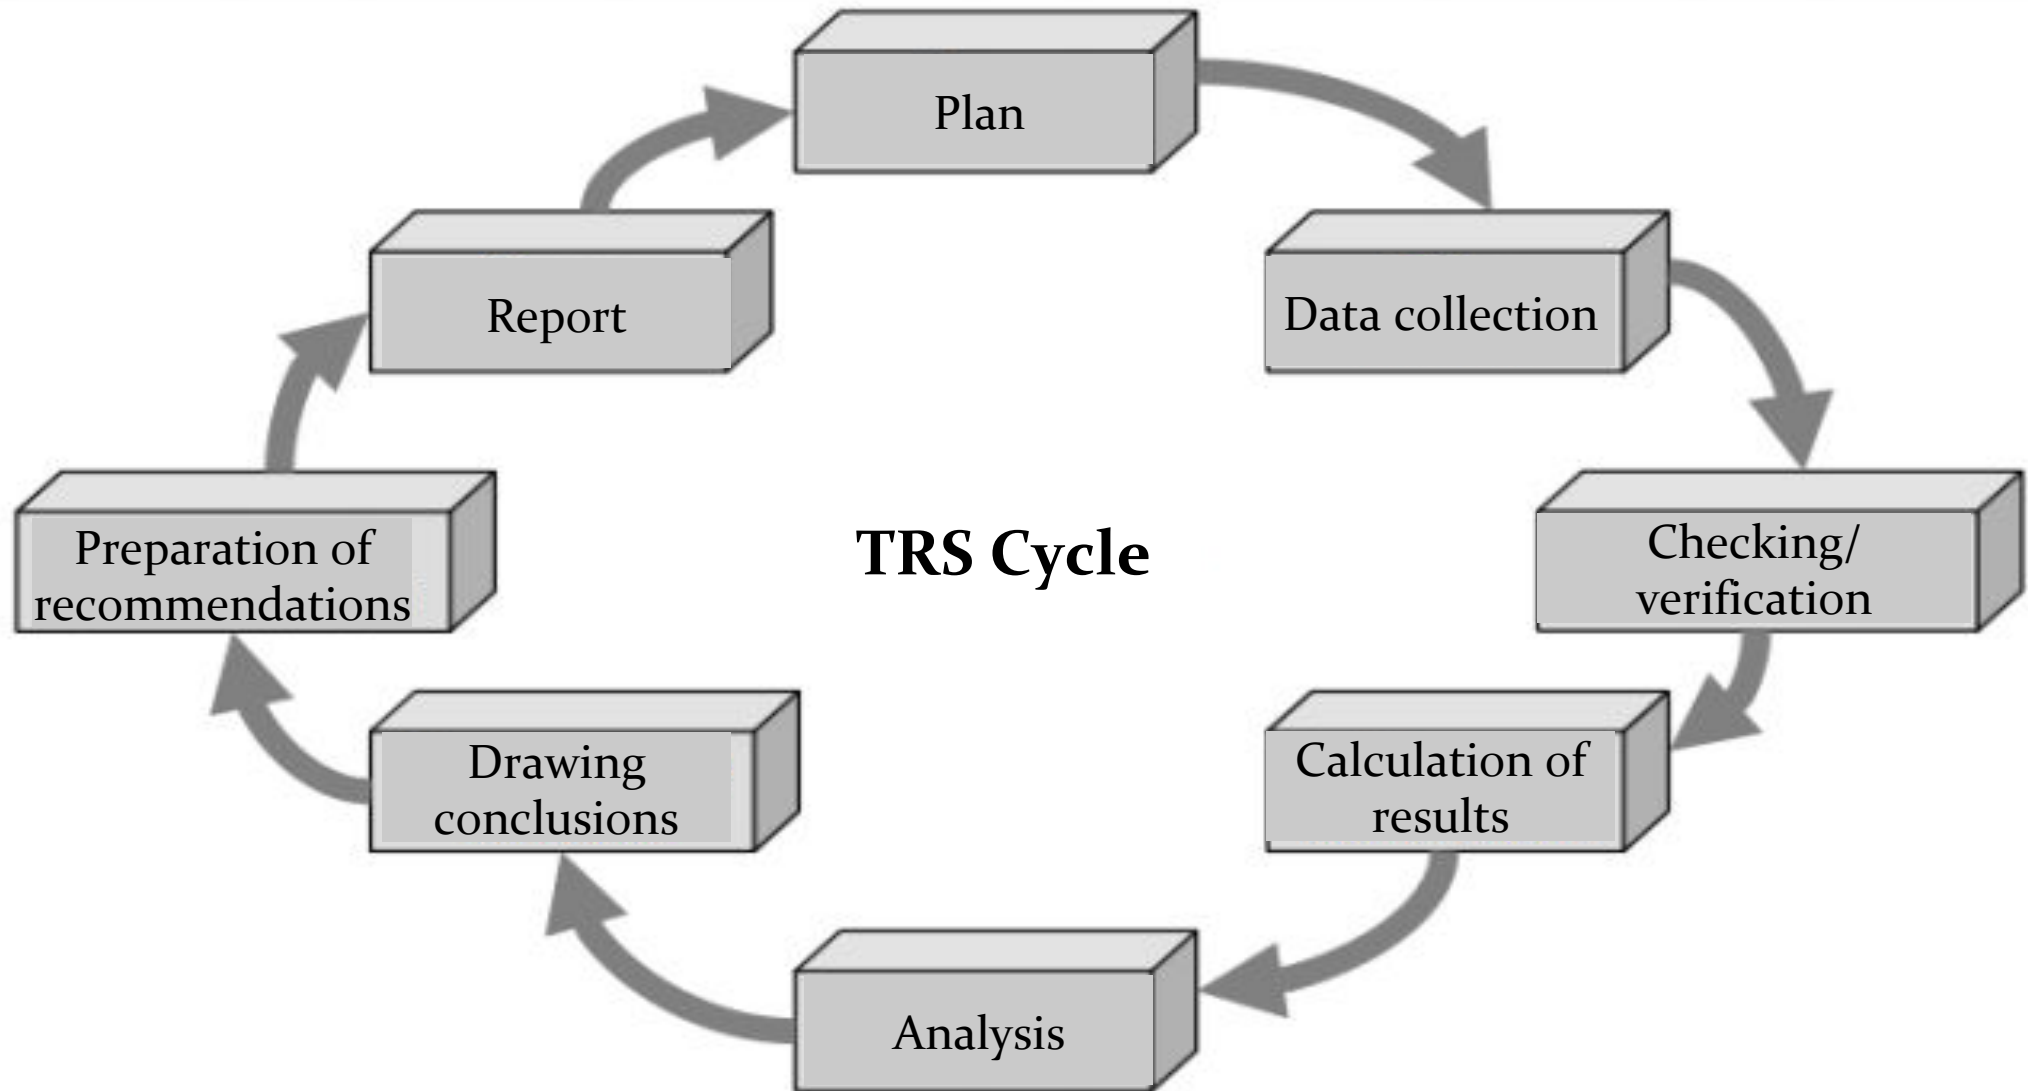 Plan
Data collection
Checking/
verification
Calculation of
results
Analysis
Drawing
conclusions
Preparation of
recommendations
Report
TRS Cycle